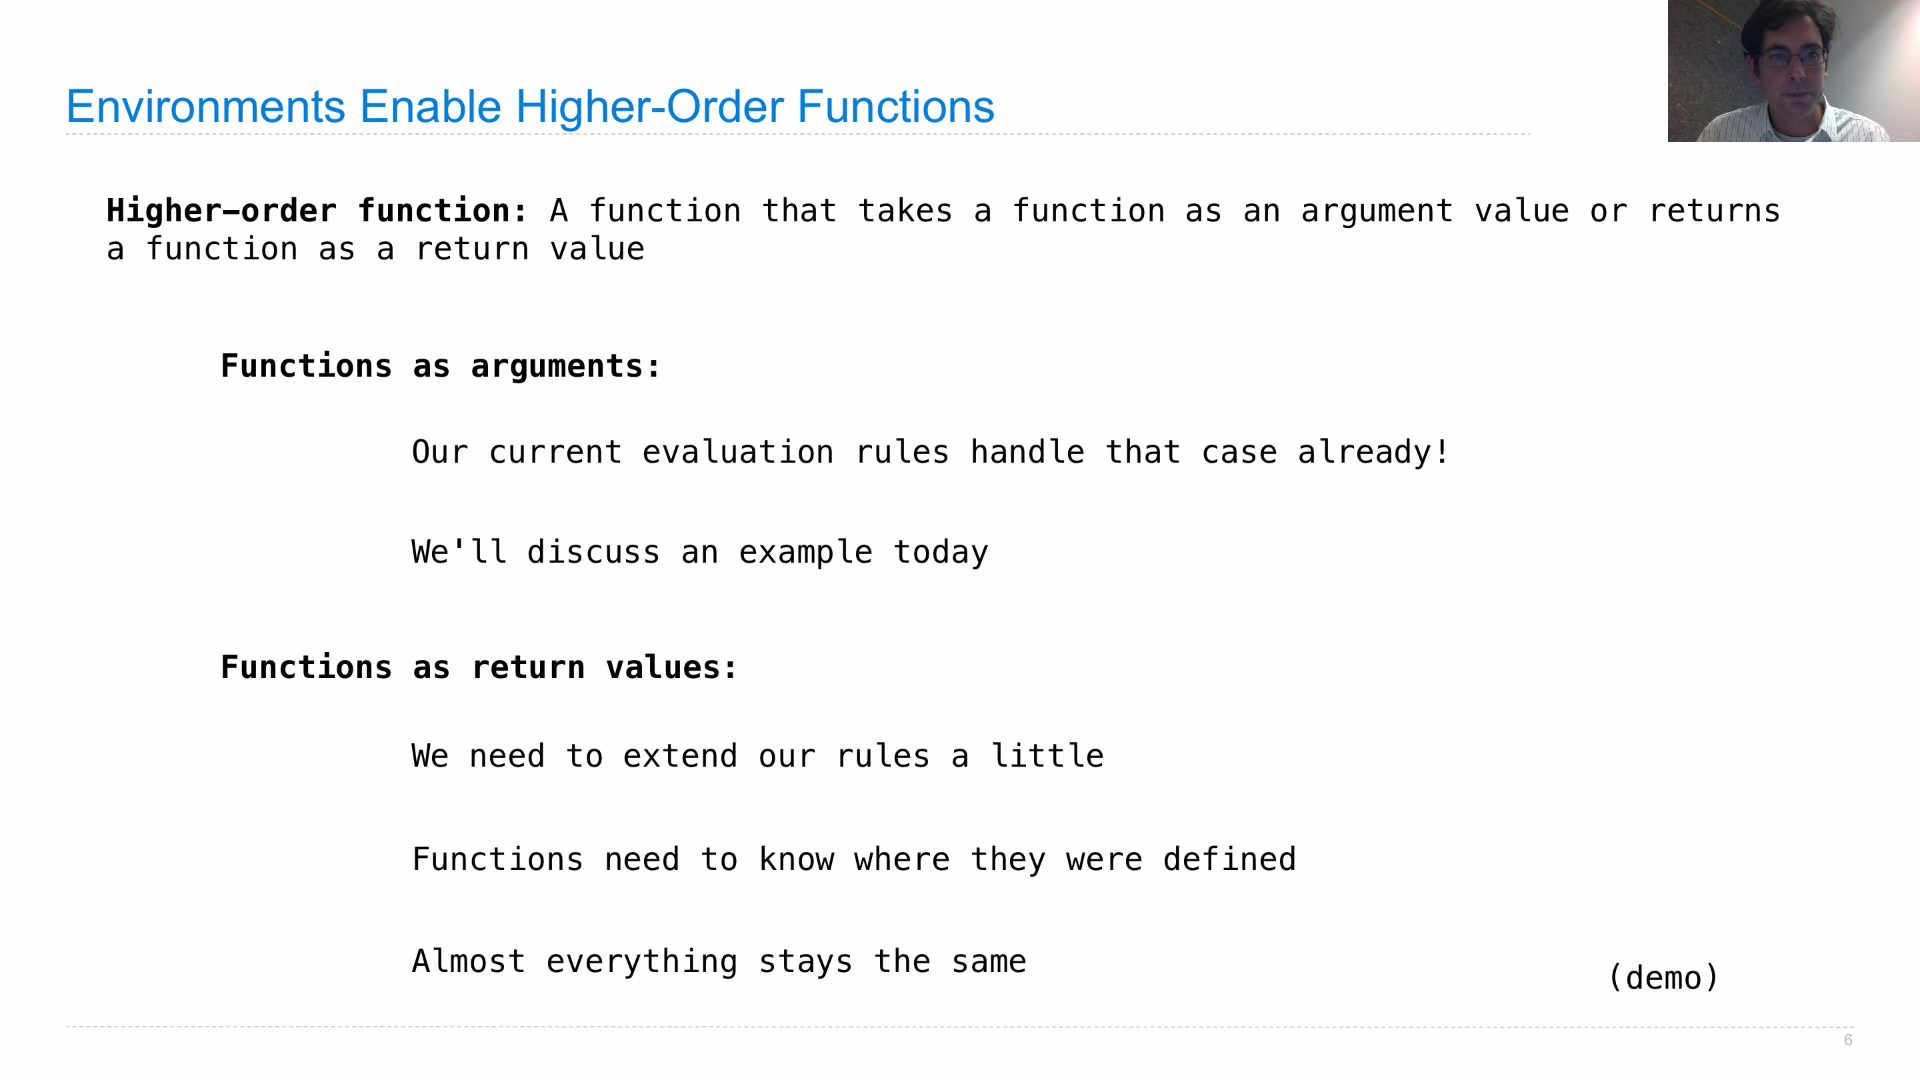 Environments Enable Higher-Order Functions
Higher-order function: A function that takes a function as an argument value or returns
a function as a return value
Functions as arguments:
Our current evaluation rules handle that case already!
We'll discuss an example today
Functions as return values:
We need to extend our rules a little
Functions need to know where they were defined
Almost everything stays the same
(demo)
6